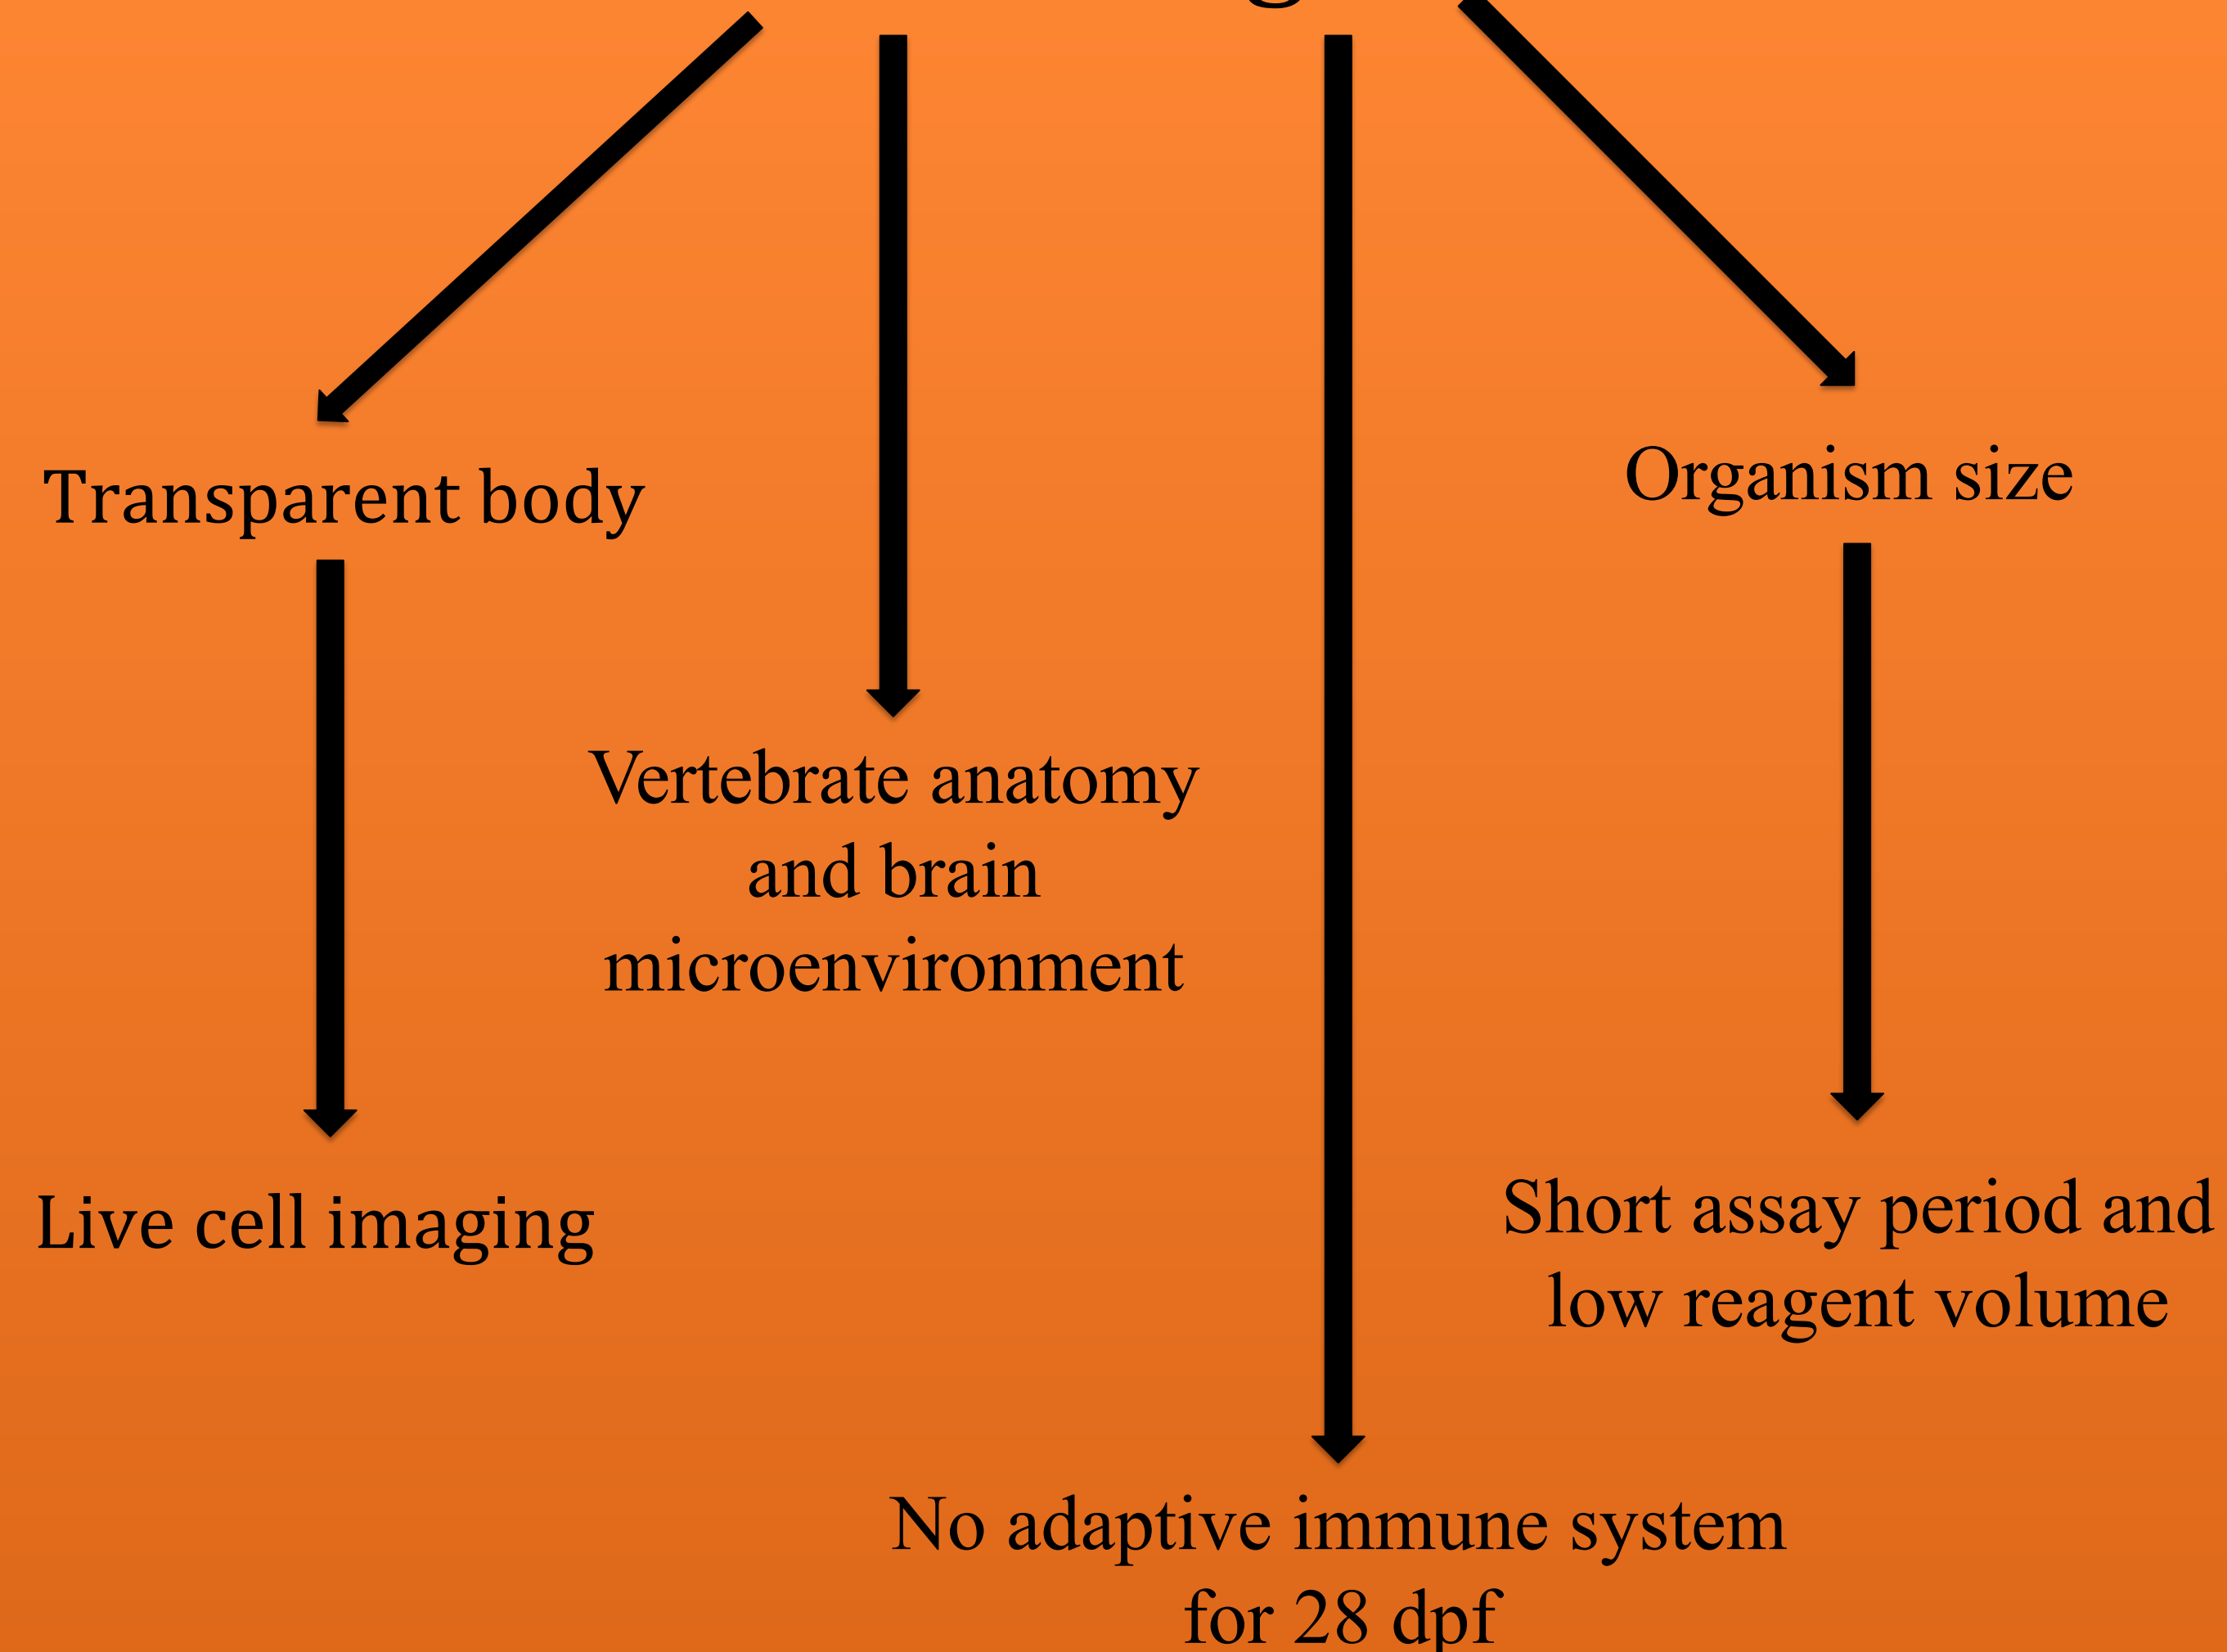 Transparent body
Organism size
Vertebrate anatomy
and brain
microenvironment
Live cell imaging
Short assay period and
low reagent volume
No adaptive immune system
for 28 dpf